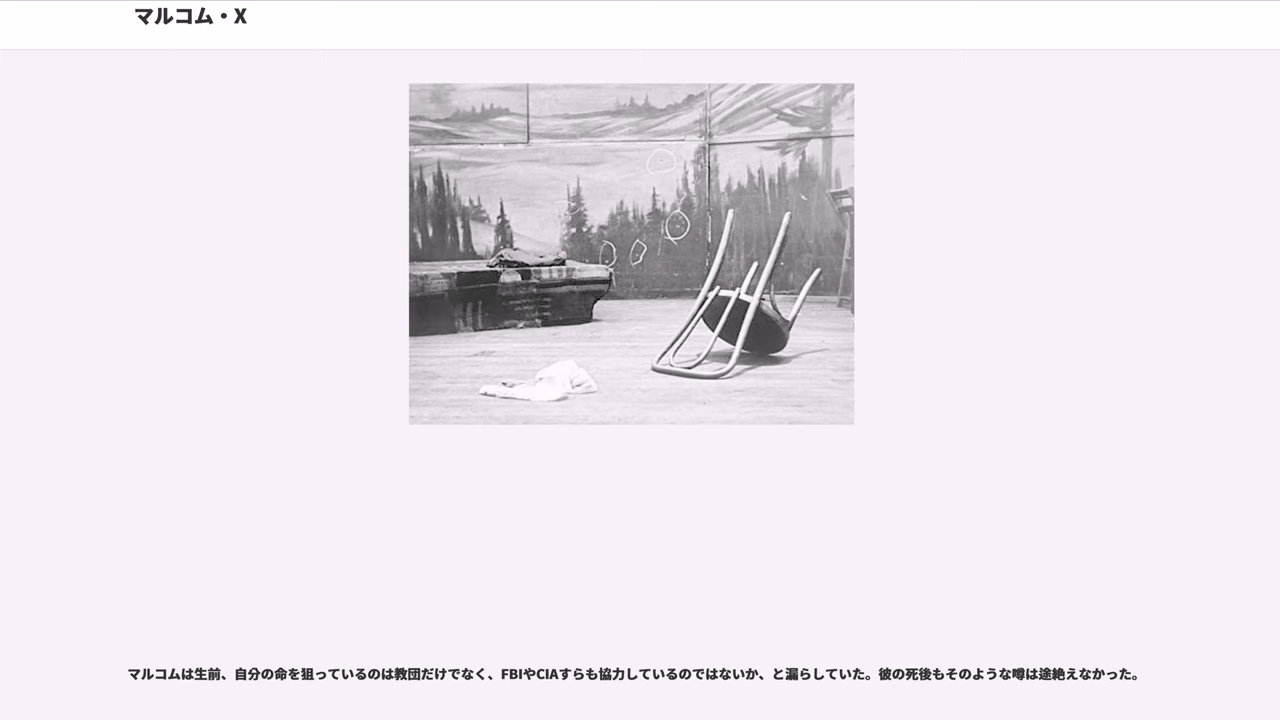 マルコム・X
マルコムは生前、自分の命を狙っているのは教団だけでなく、FBIやCIAすらも協力しているのではないか、と漏らしていた。彼の死後もそのような噂は途絶えなかった。